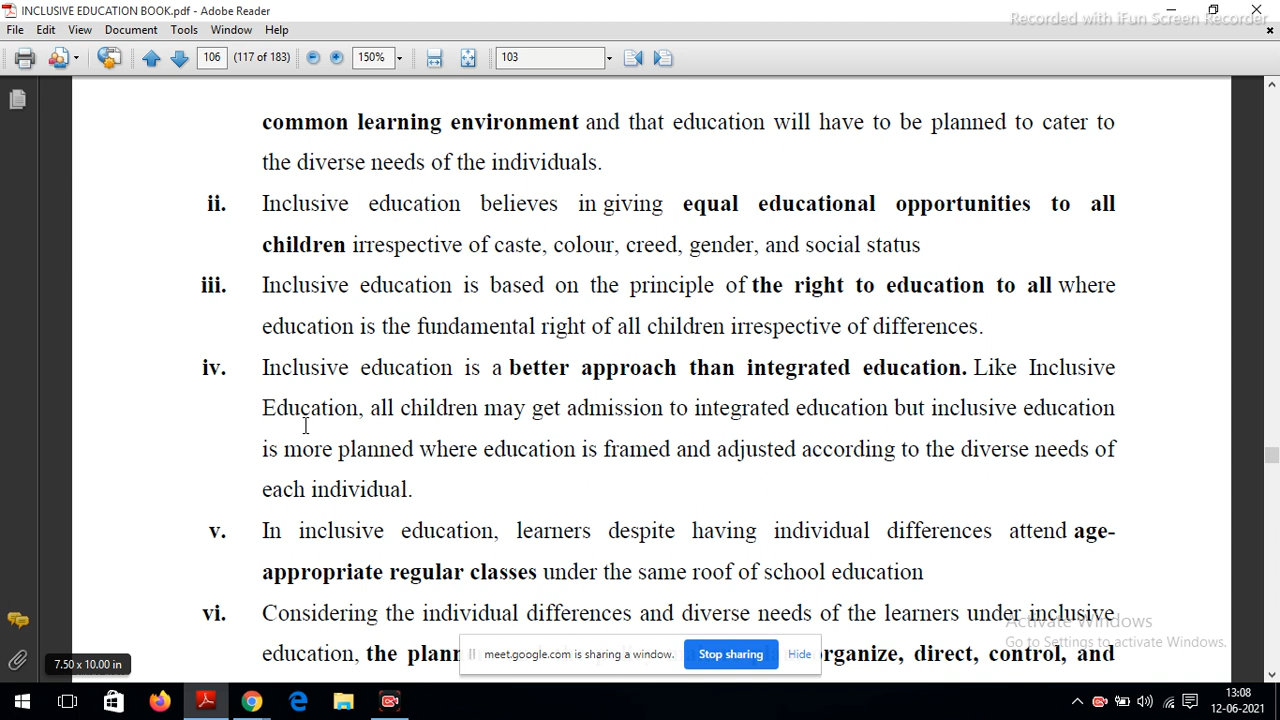 INCLUSIVE EDUCATION BOOK.pdf - Adobe Reader
Recorded with iFun Screen Recorder
File Edit View Document Tools Window Help
106 (117 of 183) 150% 103
common learning environment and that education will have to be planned to cater to
the diverse needs of the individuals.
ii. Inclusive education believes in giving equal educational opportunities to all
children irrespective of caste, colour, creed, gender, and social status
iii. Inclusive education is based on the principle of the right to education to all where
education is the fundamental right of all children irrespective of differences.
iv. Inclusive education is a better approach than integrated education. Like Inclusive
Education, all children may get admission to integrated education but inclusive education
is more planned where education is framed and adjusted according to the diverse needs of
each individual.
v. In inclusive education, learners despite having individual differences attend age-
appropriate regular classes under the same roof of school education
vi. Considering the individual differences and diverse needs of the learners under inclusive
Activate Windows
Go to Settings to activate Windows.
education, the organize, direct, control, and
meet.google.com is sharing a window. Stop sharing Hide
7.50 x 10.00 in
13:08
12-06-2021